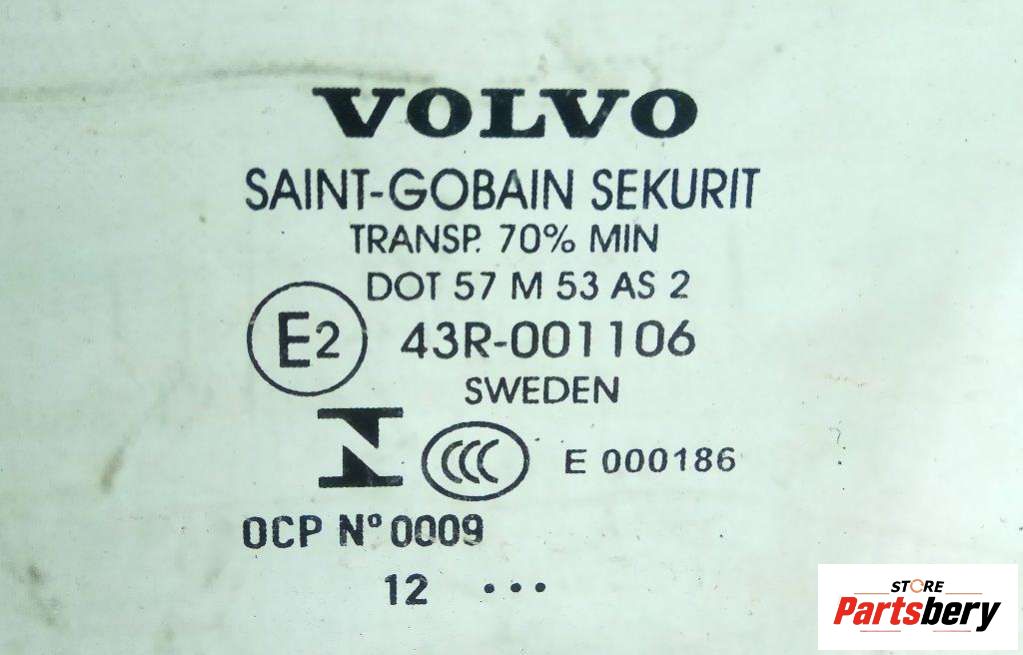 VOLVO
SAINT-GOBAIN SEKURIT
TRANSP. 70% MIN
DOT 57 M 53 AS 2
E2 43R-001106
SWEDEN
CCC E 000186
OCP Nº 0009
12 ...
STORE
Partsbery